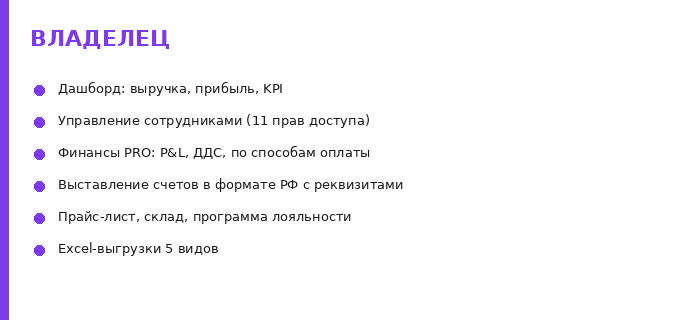 ВЛАДЕЛЕЦ
Дашборд: выручка, прибыль, KPI
Управление сотрудниками (11 прав доступа)
Финансы PRO: P&L, ДДС, по способам оплаты
Выставление счетов в формате РФ с реквизитами
Прайс-лист, склад, программа лояльности
Excel-выгрузки 5 видов